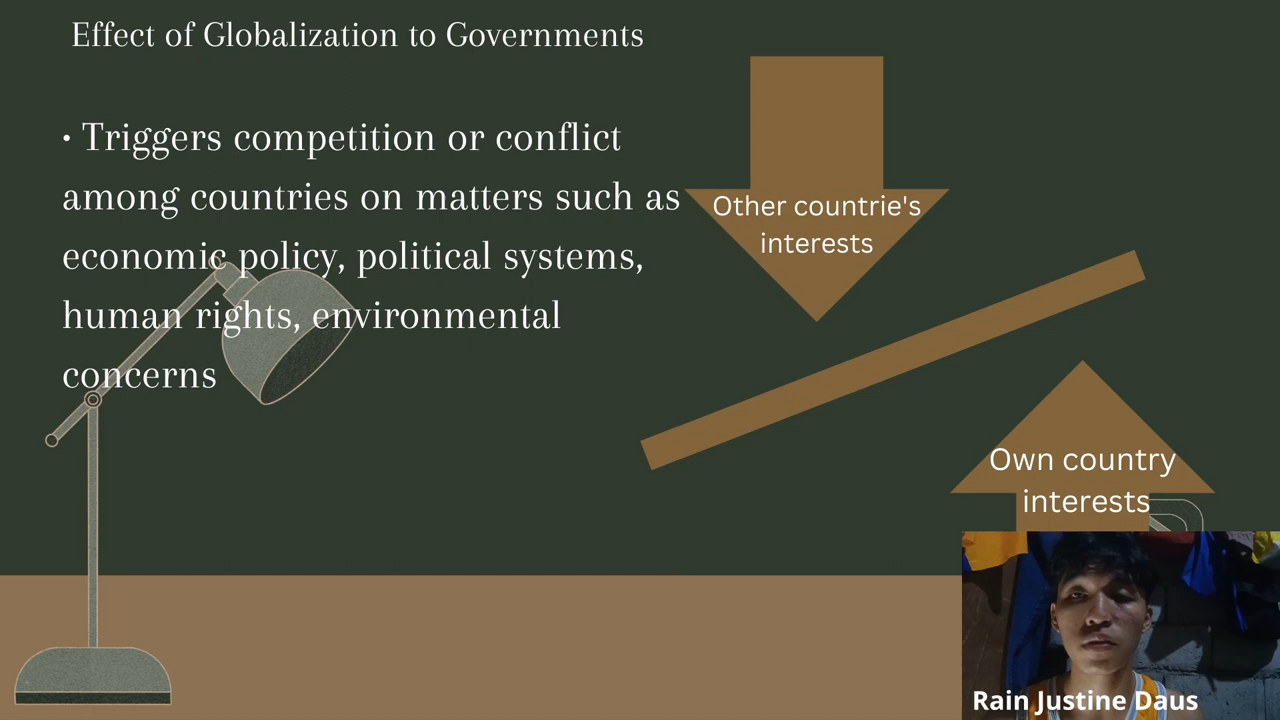 Effect of Globalization to Governments
• Triggers competition or conflict
among countries on matters such as
economic policy, political systems,
human rights, environmental
concerns
Other countrie's
interests
Own country
interests
Rain Justine Daus